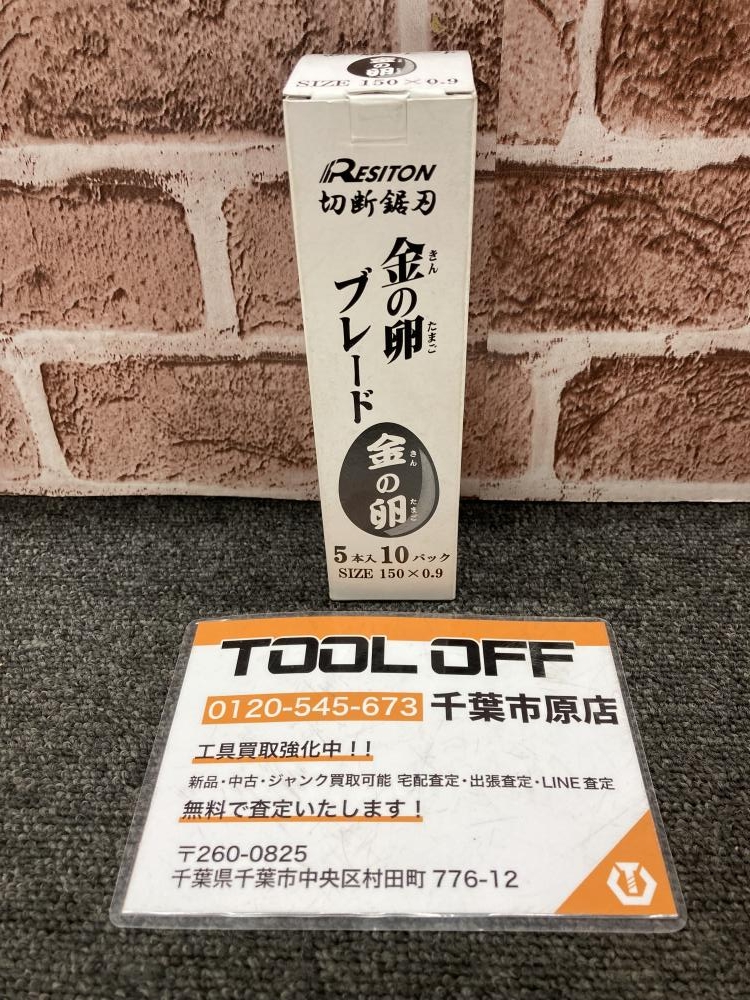 金の卵
SIZE 150×0.9
RESITON
切断鋸刃
金の卵
きん
たまご
ブレード
金の卵
きん
たまご
5本入10パック
SIZE 150×0.9
TOOL OFF
0120-545-673 千葉市原店
工具買取強化中!!
新品・中古・ジャンク買取可能 宅配査定・出張査定・LINE査定
無料で査定いたします!
〒260-0825
千葉県千葉市中央区村田町 776-12